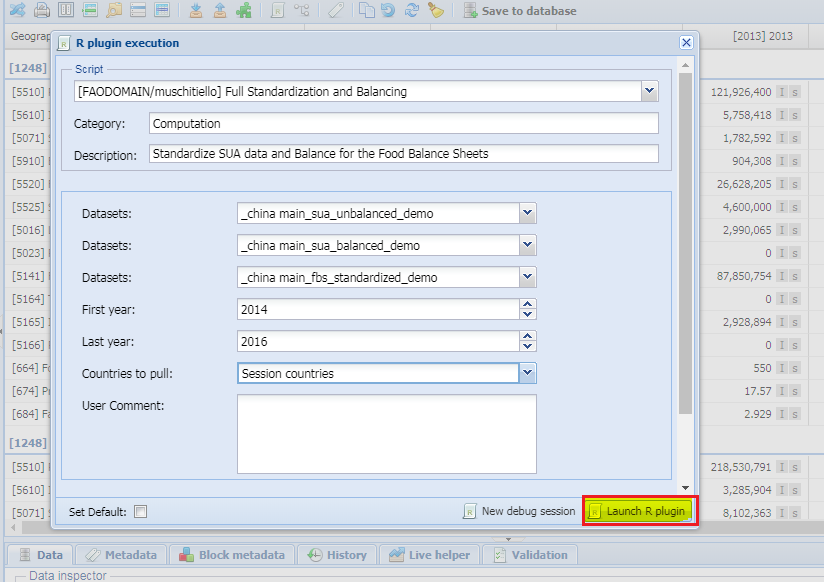 Save to database
Geograp
[2013] 2013
R plugin execution
[1248]
Script
[FAODOMAIN/muschitiello] Full Standardization and Balancing
Category:
Computation
Description:
Standardize SUA data and Balance for the Food Balance Sheets
Datasets:
_china main_sua_unbalanced_demo
Datasets:
_china main_sua_balanced_demo
Datasets:
_china main_fbs_standardized_demo
First year:
2014
Last year:
2016
Countries to pull:
Session countries
User Comment:
Set Default:
New debug session
Launch R plugin
[5510]
121,926,400 I s
[5610] I
5,758,418 I s
[5071] S
1,782,592 I s
[5910]
904,308 I s
[5520]
26,628,205 I s
[5525] S
4,600,000 I s
[5016] L
2,990,065 I s
[5023]
0 I s
[5141] F
87,850,754 I s
[5164] T
0 I s
[5165] I
2,928,894 I s
[5166]
0 I s
[664] Fo
550 I s
[674] Pr
17.57 I s
[684] Fa
2.929 I s
[1248]
[5510]
218,530,791 I s
[5610] I
3,285,904 I s
[5071] S
8,102,363 I s
Data
Metadata
Block metadata
History
Live helper
Validation
Data inspector